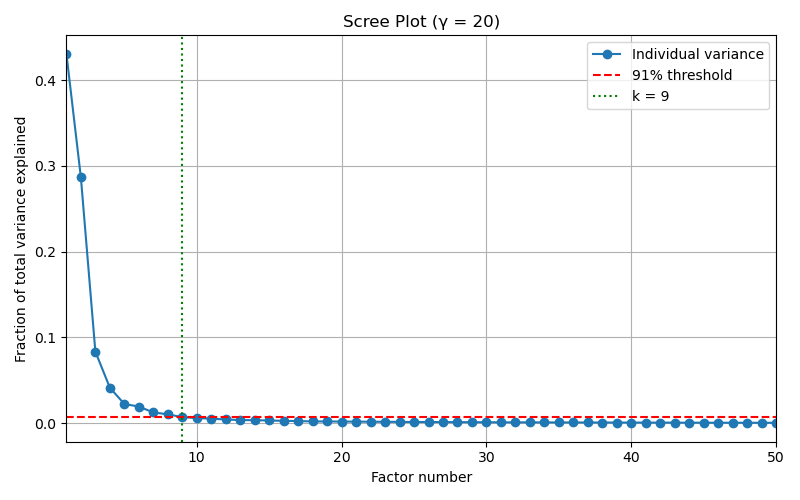 Scree Plot (γ = 20)
Individual variance
91% threshold
k = 9
Fraction of total variance explained
0.4
0.3
0.2
0.1
0.0
10 20 30 40 50
Factor number